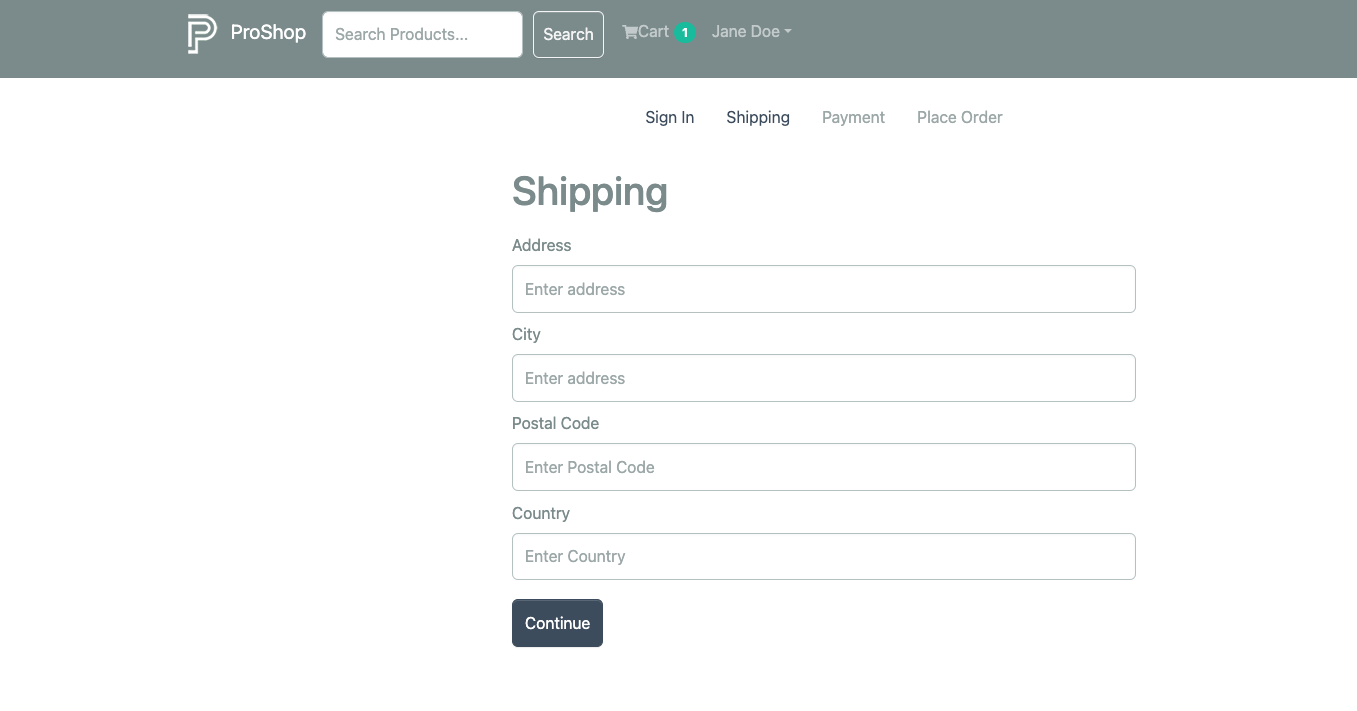 ProShop Search Products... Search Cart 1 Jane Doe
Sign In Shipping Payment Place Order
Shipping
Address
Enter address
City
Enter address
Postal Code
Enter Postal Code
Country
Enter Country
Continue